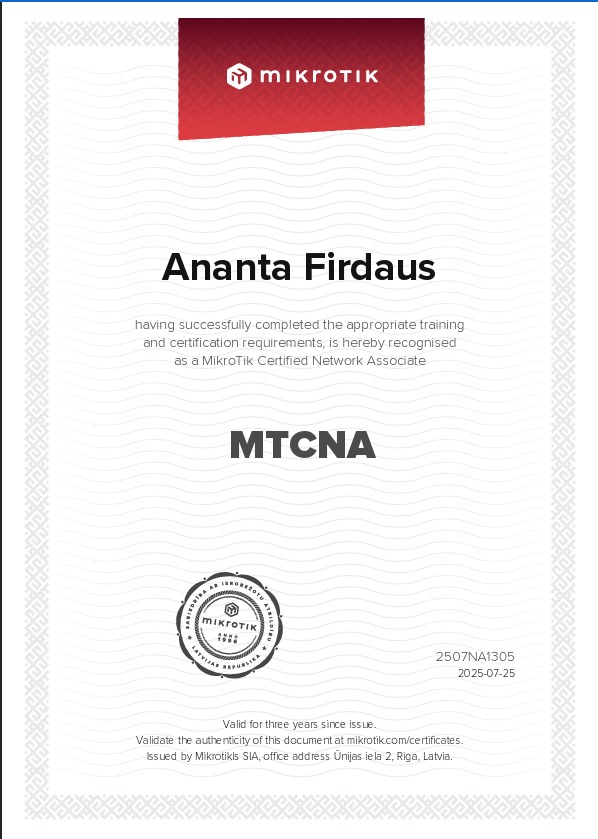 mikrotik
Ananta Firdaus
having successfully completed the appropriate training
and certification requirements, is hereby recognised
as a MikroTik Certified Network Associate
MTCNA
SABIEDRĪBA AR IEROBEŽOTU ATBILDĪBU
mikrotik
ANNO
1996
★ LATVIJAS REPUBLIKA ★
2507NA1305
2025-07-25
Valid for three years since issue.
Validate the authenticity of this document at mikrotik.com/certificates.
Issued by Mikrotikls SIA, office address Ūnijas iela 2, Riga, Latvia.